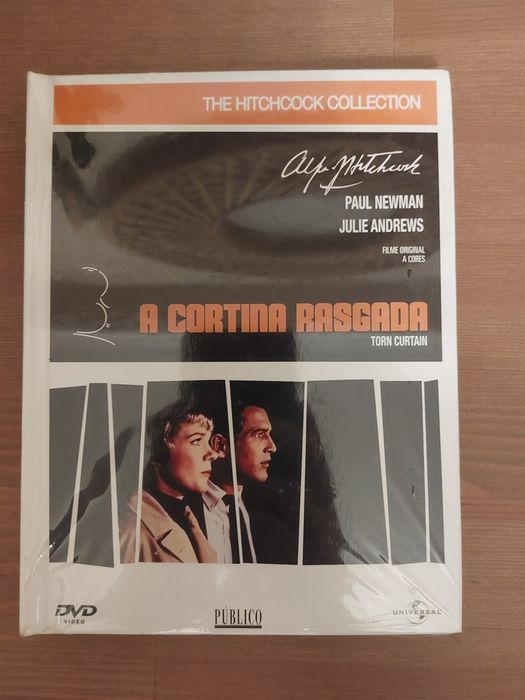 THE HITCHCOCK COLLECTION
Alfred Hitchcock
PAUL NEWMAN
JULIE ANDREWS
FILME ORIGINAL
A CORES
A CORTINA RASGADA
TORN CURTAIN
DVD
VIDEO
PÚBLICO
UNIVERSAL